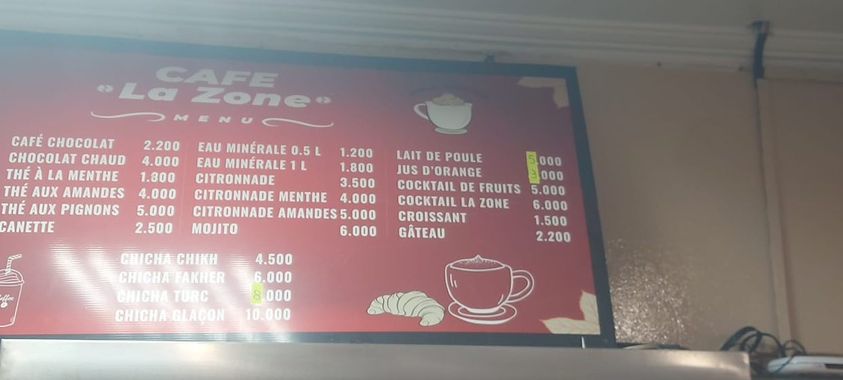 CAFE
"La Zone"
MENU
CAFÉ CHOCOLAT 2.200
CHOCOLAT CHAUD 4.000
THÉ À LA MENTHE 1.800
THÉ AUX AMANDES 4.000
THÉ AUX PIGNONS 5.000
CANETTE 2.500
EAU MINÉRALE 0.5 L 1.200
EAU MINÉRALE 1 L 1.800
CITRONNADE 3.500
CITRONNADE MENTHE 4.000
CITRONNADE AMANDES 5.000
MOJITO 6.000
LAIT DE POULE 5.000
JUS D'ORANGE .000
COCKTAIL DE FRUITS 5.000
COCKTAIL LA ZONE 6.000
CROISSANT 1.500
GÂTEAU 2.200
CHICHA CHIKH 4.500
CHICHA FAKHER 6.000
CHICHA TURC 8.000
CHICHA GLAÇON 10.000